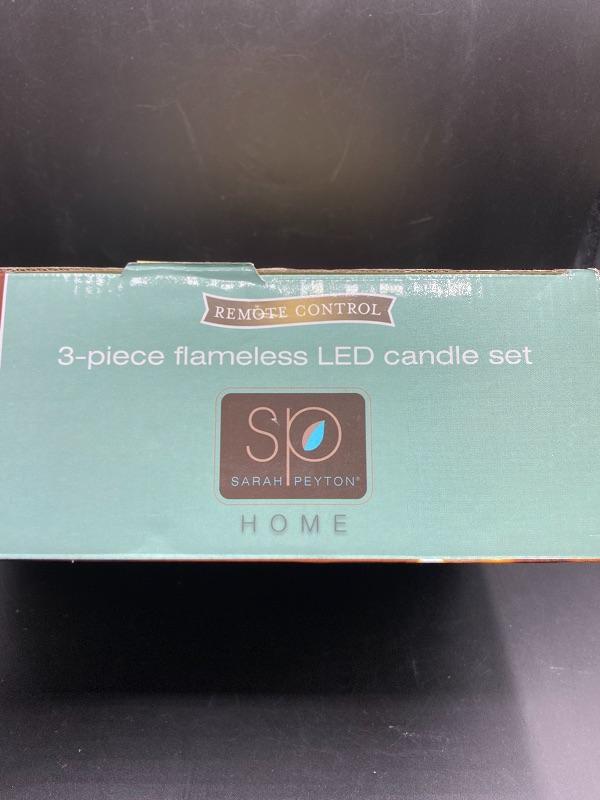 REMOTE CONTROL
3-piece flameless LED candle set
sp
SARAH PEYTON®
HOME